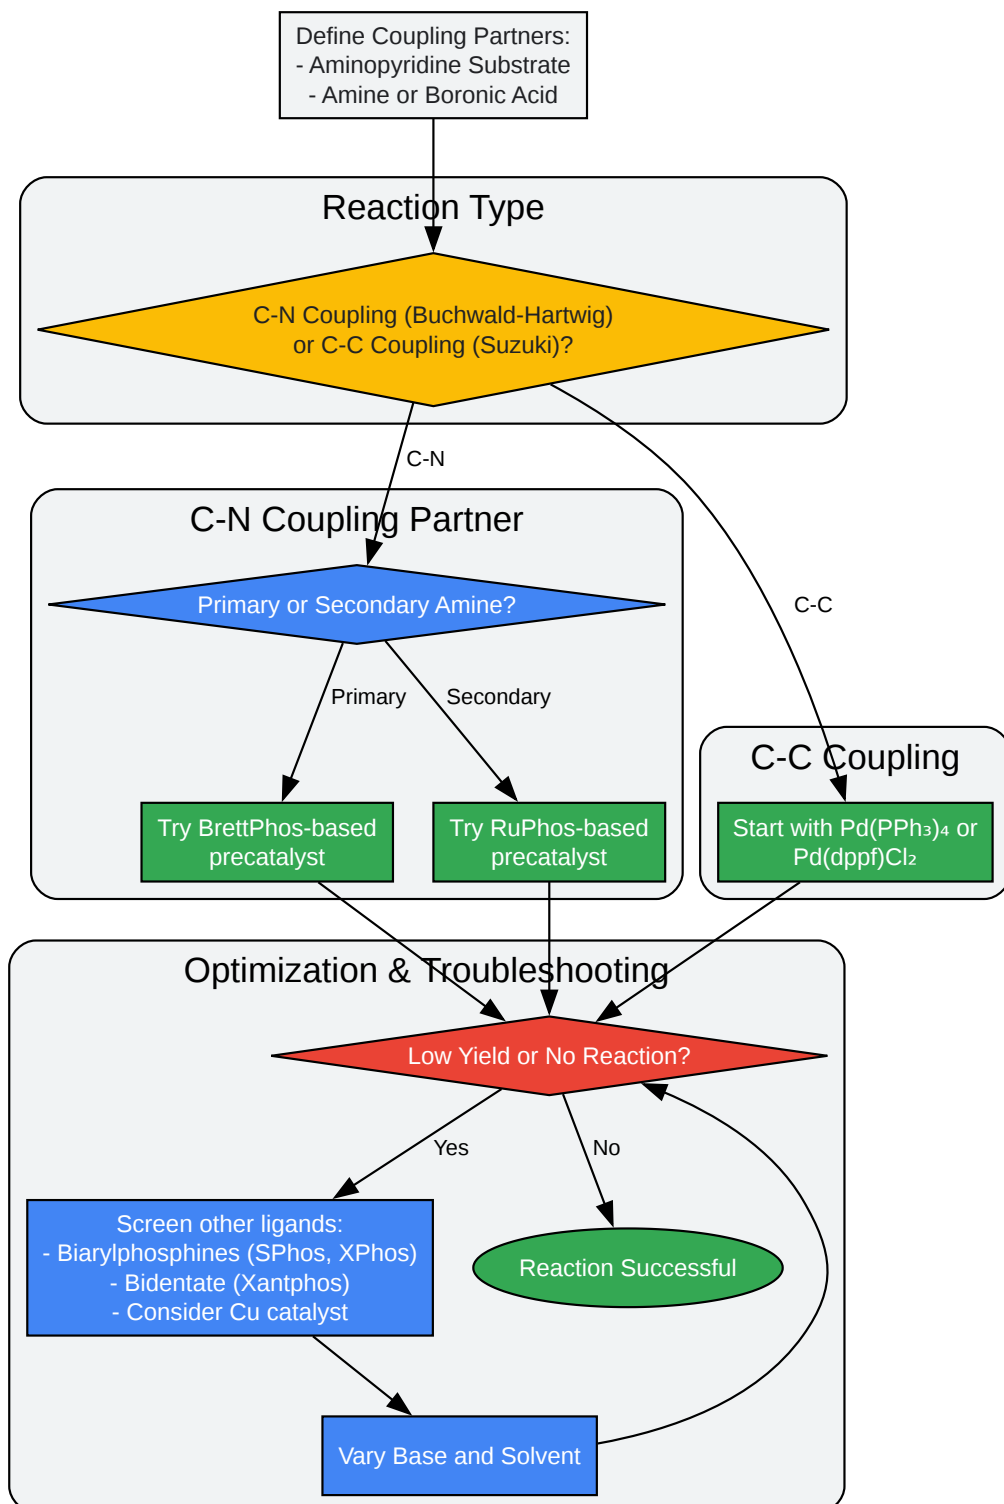 Define Coupling Partners:
- Aminopyridine Substrate
- Amine or Boronic Acid
Reaction Type
C-N Coupling (Buchwald-Hartwig)
or C-C Coupling (Suzuki)?
C-N
C-N Coupling Partner
Primary or Secondary Amine?
C-C
Primary
Secondary
C-C Coupling
Try BrettPhos-based
precatalyst
Try RuPhos-based
precatalyst
Start with Pd(PPh₃)₄ or
Pd(dppf)Cl₂
Optimization & Troubleshooting
Low Yield or No Reaction?
Yes
No
Screen other ligands:
- Biarylphosphines (SPhos, XPhos)
- Bidentate (Xantphos)
- Consider Cu catalyst
Reaction Successful
Vary Base and Solvent